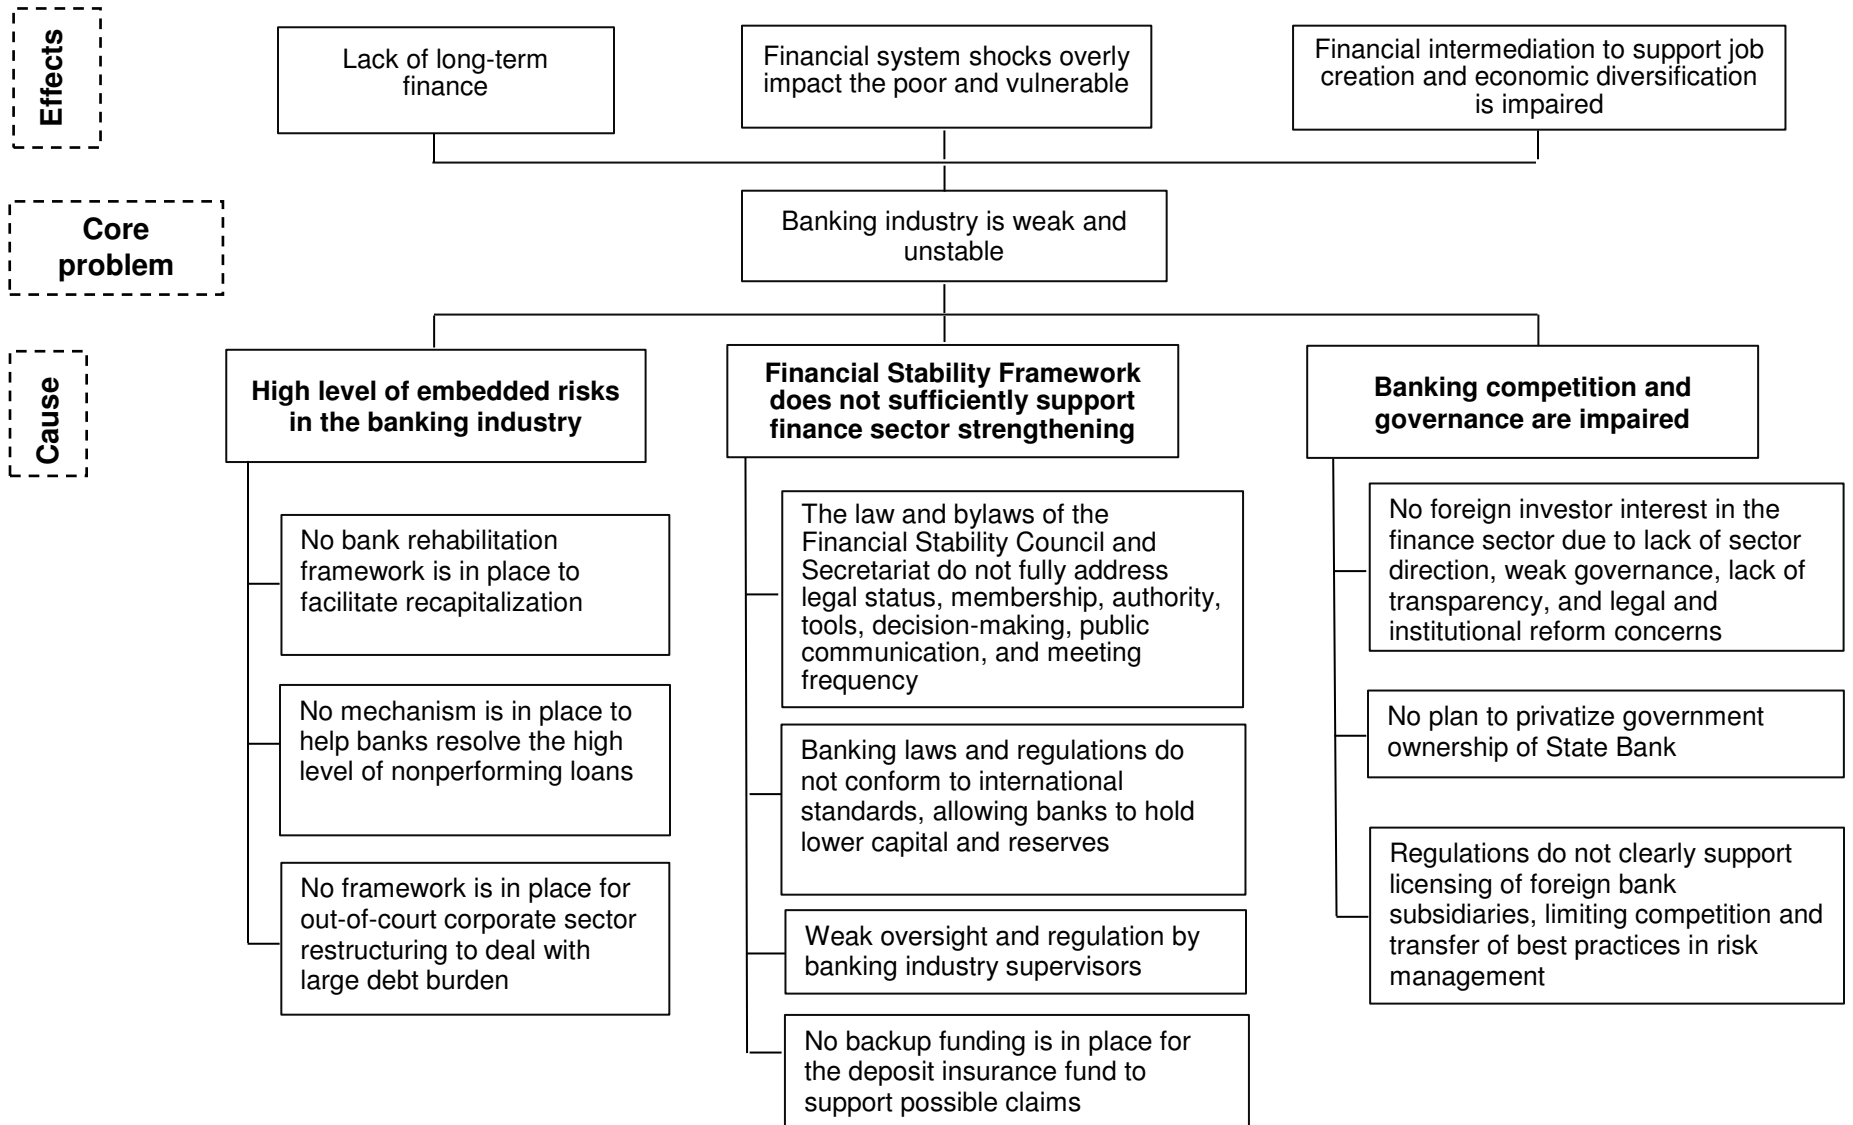 Effects
Lack of long-term
finance
Financial system shocks overly
impact the poor and vulnerable
Financial intermediation to support job
creation and economic diversification
is impaired
Core
problem
Banking industry is weak and
unstable
Cause
High level of embedded risks
in the banking industry
Financial Stability Framework
does not sufficiently support
finance sector strengthening
Banking competition and
governance are impaired
No bank rehabilitation
framework is in place to
facilitate recapitalization
No mechanism is in place to
help banks resolve the high
level of nonperforming loans
No framework is in place for
out-of-court corporate sector
restructuring to deal with
large debt burden
The law and bylaws of the
Financial Stability Council and
Secretariat do not fully address
legal status, membership, authority,
tools, decision-making, public
communication, and meeting
frequency
Banking laws and regulations do
not conform to international
standards, allowing banks to hold
lower capital and reserves
Weak oversight and regulation by
banking industry supervisors
No backup funding is in place for
the deposit insurance fund to
support possible claims
No foreign investor interest in the
finance sector due to lack of sector
direction, weak governance, lack of
transparency, and legal and
institutional reform concerns
No plan to privatize government
ownership of State Bank
Regulations do not clearly support
licensing of foreign bank
subsidiaries, limiting competition and
transfer of best practices in risk
management